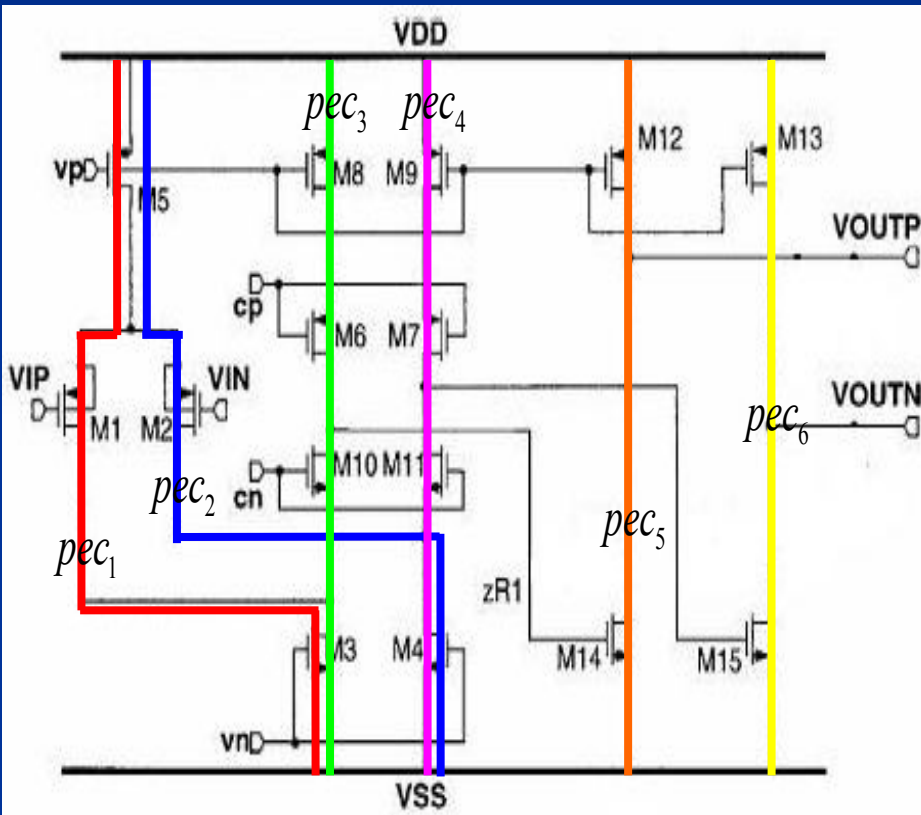 VDD
pec3 pec4
M12 M13
vp M8 M9
M5
VOUTP
cp
M6 M7
VIP VIN VOUTN
M1 M2 pec6
M10 M11
cn
pec2
pec5
pec1
zR1
M3 M4 M14 M15
vn
VSS